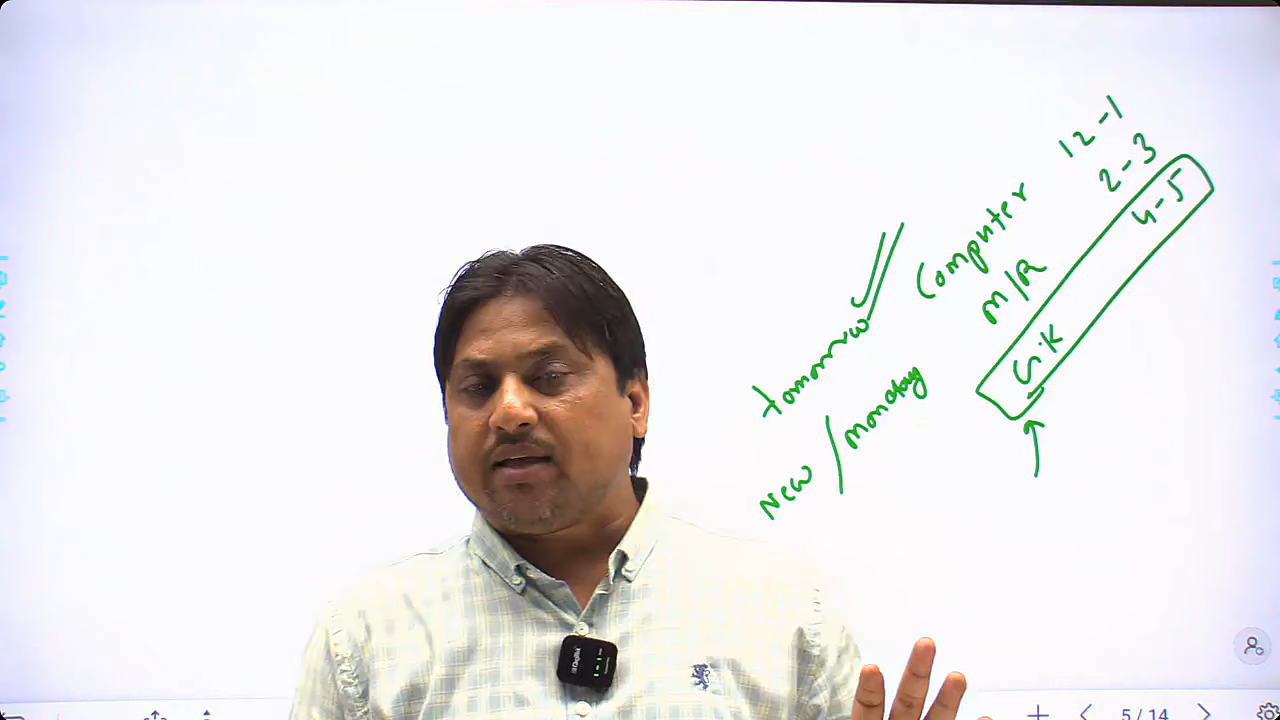 Computer 12-1
M/R 2-3
G.K 4-5
tomorrow
New / monday
5/14